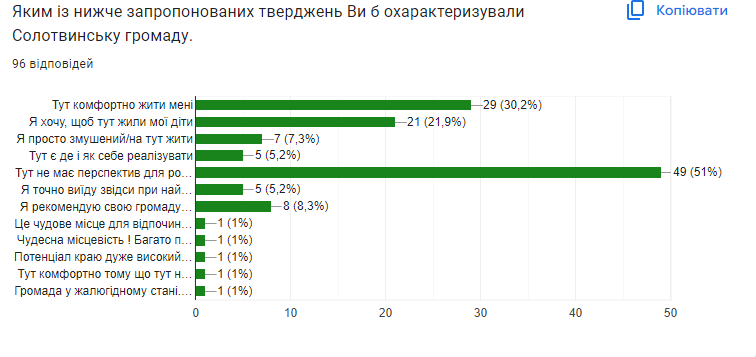 Яким із нижче запропонованих тверджень Ви б охарактеризували
Солотвинську громаду.
Копіювати
96 відповідей
Тут комфортно жити мені 29 (30,2%)
Я хочу, щоб тут жили мої діти 21 (21,9%)
Я просто змушений/на тут жити 7 (7,3%)
Тут є де і як себе реалізувати 5 (5,2%)
Тут не має перспектив для ро… 49 (51%)
Я точно виїду звідси при най… 5 (5,2%)
Я рекомендую свою громаду… 8 (8,3%)
Це чудове місце для відпочин… 1 (1%)
Чудесна місцевість ! Багато п… 1 (1%)
Потенціал краю дуже високий… 1 (1%)
Тут комфортно тому що тут н… 1 (1%)
Громада у жалюгідному стані.… 1 (1%)
0 10 20 30 40 50